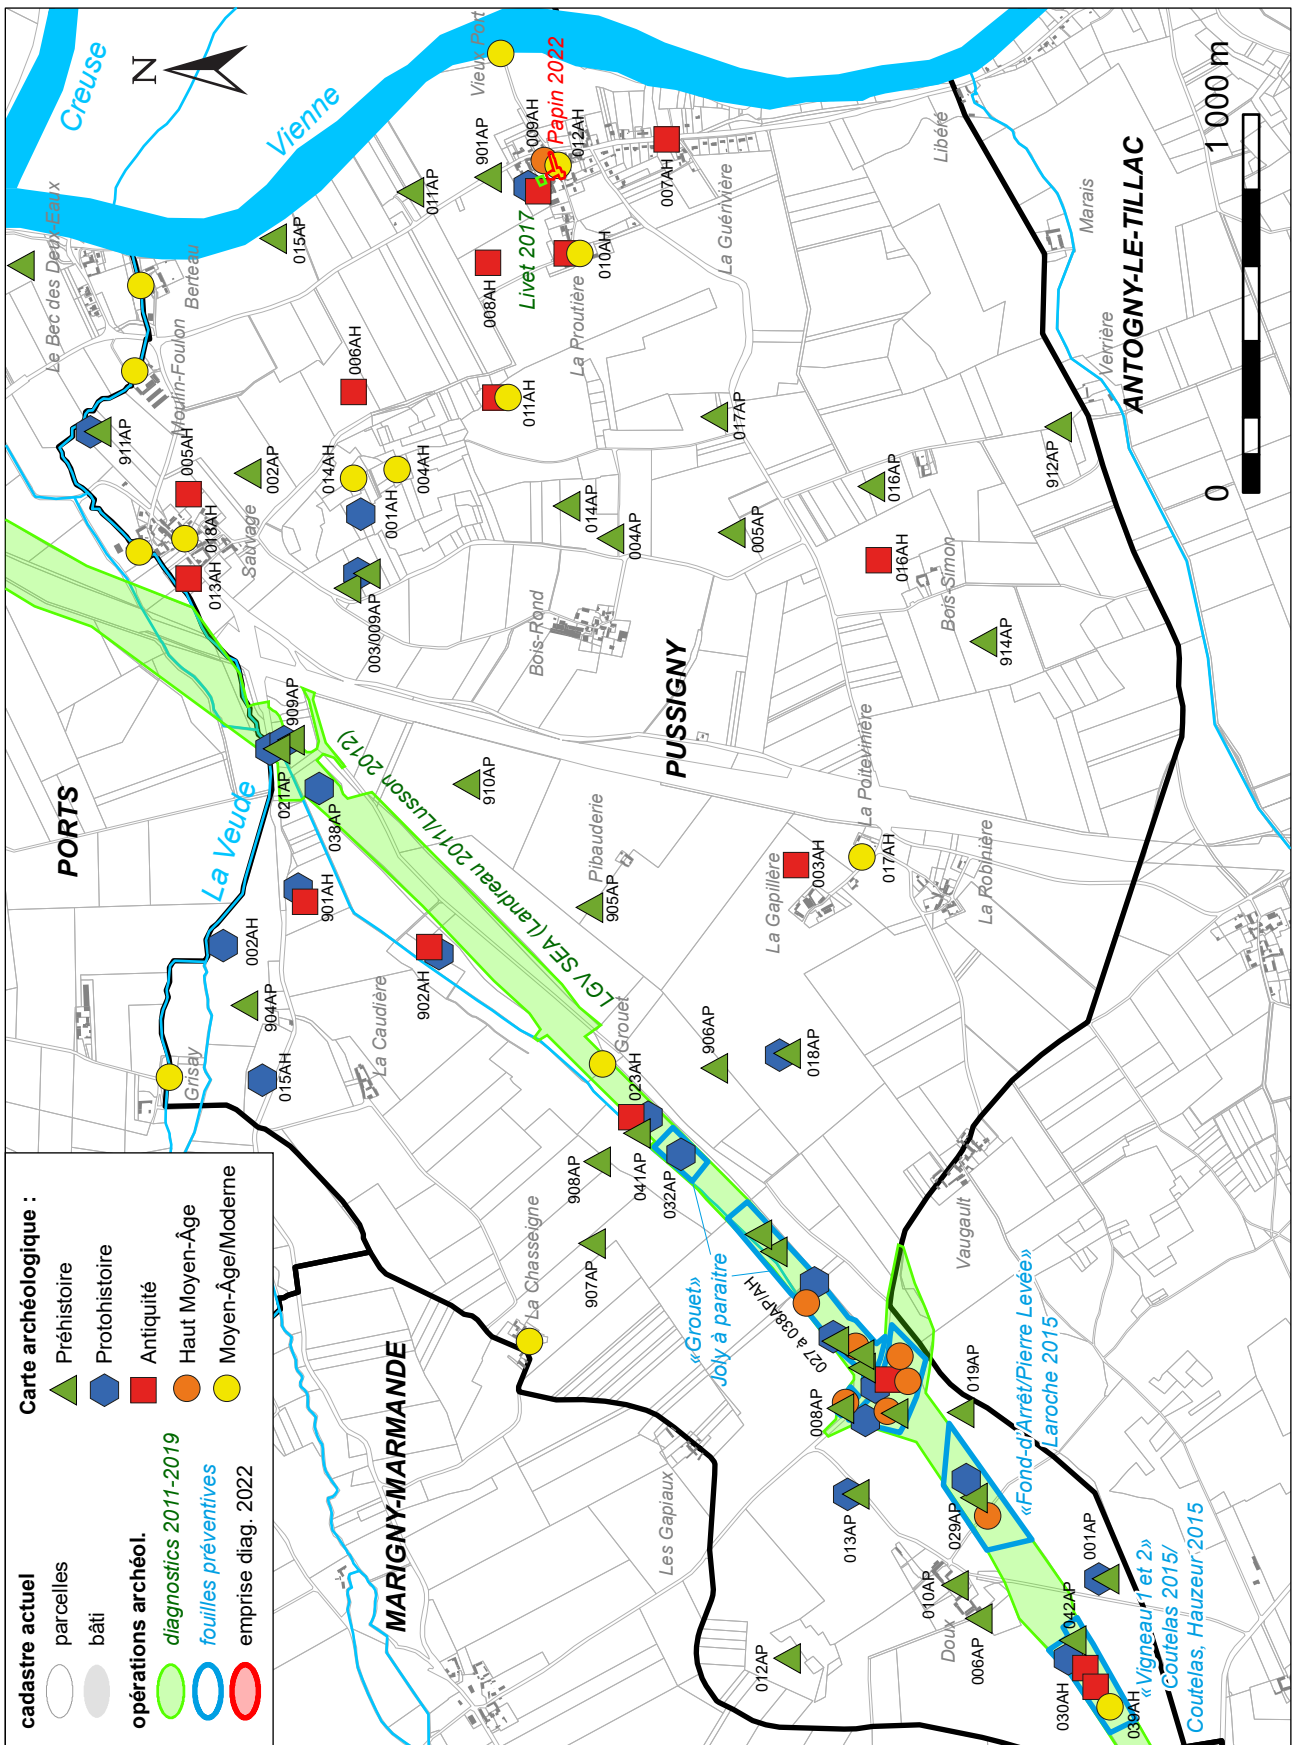 cadastre actuel
parcelles
bâti
opérations archéol.
diagnostics 2011-2019
fouilles préventives
emprise diag. 2022
Carte archéologique :
Préhistoire
Protohistoire
Antiquité
Haut Moyen-Âge
Moyen-Âge/Moderne
Creuse
N
Vienne
Vieux Port
Le Bec des Deux-Eaux
015AP
Berteau
Moulin-Foulon
911AP
005AH
002AP
018AH
013AH
Sauvage
011AP
901AP
009AH
Papin 2022
012AH
007AH
Livet 2017
008AH
010AH
La Proutière
La Guénvière
006AH
011AH
014AH
004AH
001AH
003/009AP
014AP
004AP
017AP
005AP
016AP
016AH
Bois-Simon
914AP
912AP
Verrière
Marais
Libéré
ANTOGNY-LE-TILLAC
0
1 000 m
Bois-Rond
PUSSIGNY
PORTS
La Veude
909AP
021AP
038AP
LGV SEA (Landreau 2011/Lusson 2012)
910AP
901AH
002AH
904AP
015AH
Grisay
La Caudière
902AH
Pibauderie
905AP
Grouet
La Gapillère
003AH
La Poitevinière
017AH
La Robinière
906AP
018AP
023AH
041AP
032AP
908AP
907AP
La Chasseigne
«Grouet»
Joly à paraitre
027 à 038AP/AH
008AP
Vaugault
019AP
«Fond-d'Arrêt/Pierre Levée»
Laroche 2015
MARIGNY-MARMANDE
Les Gapiaux
013AP
029AP
010AP
Doux
006AP
012AP
001AP
042AP
030AH
039AH
«Vigneau 1 et 2»
Coutelas 2015/
Coutelas, Hauzeur 2015